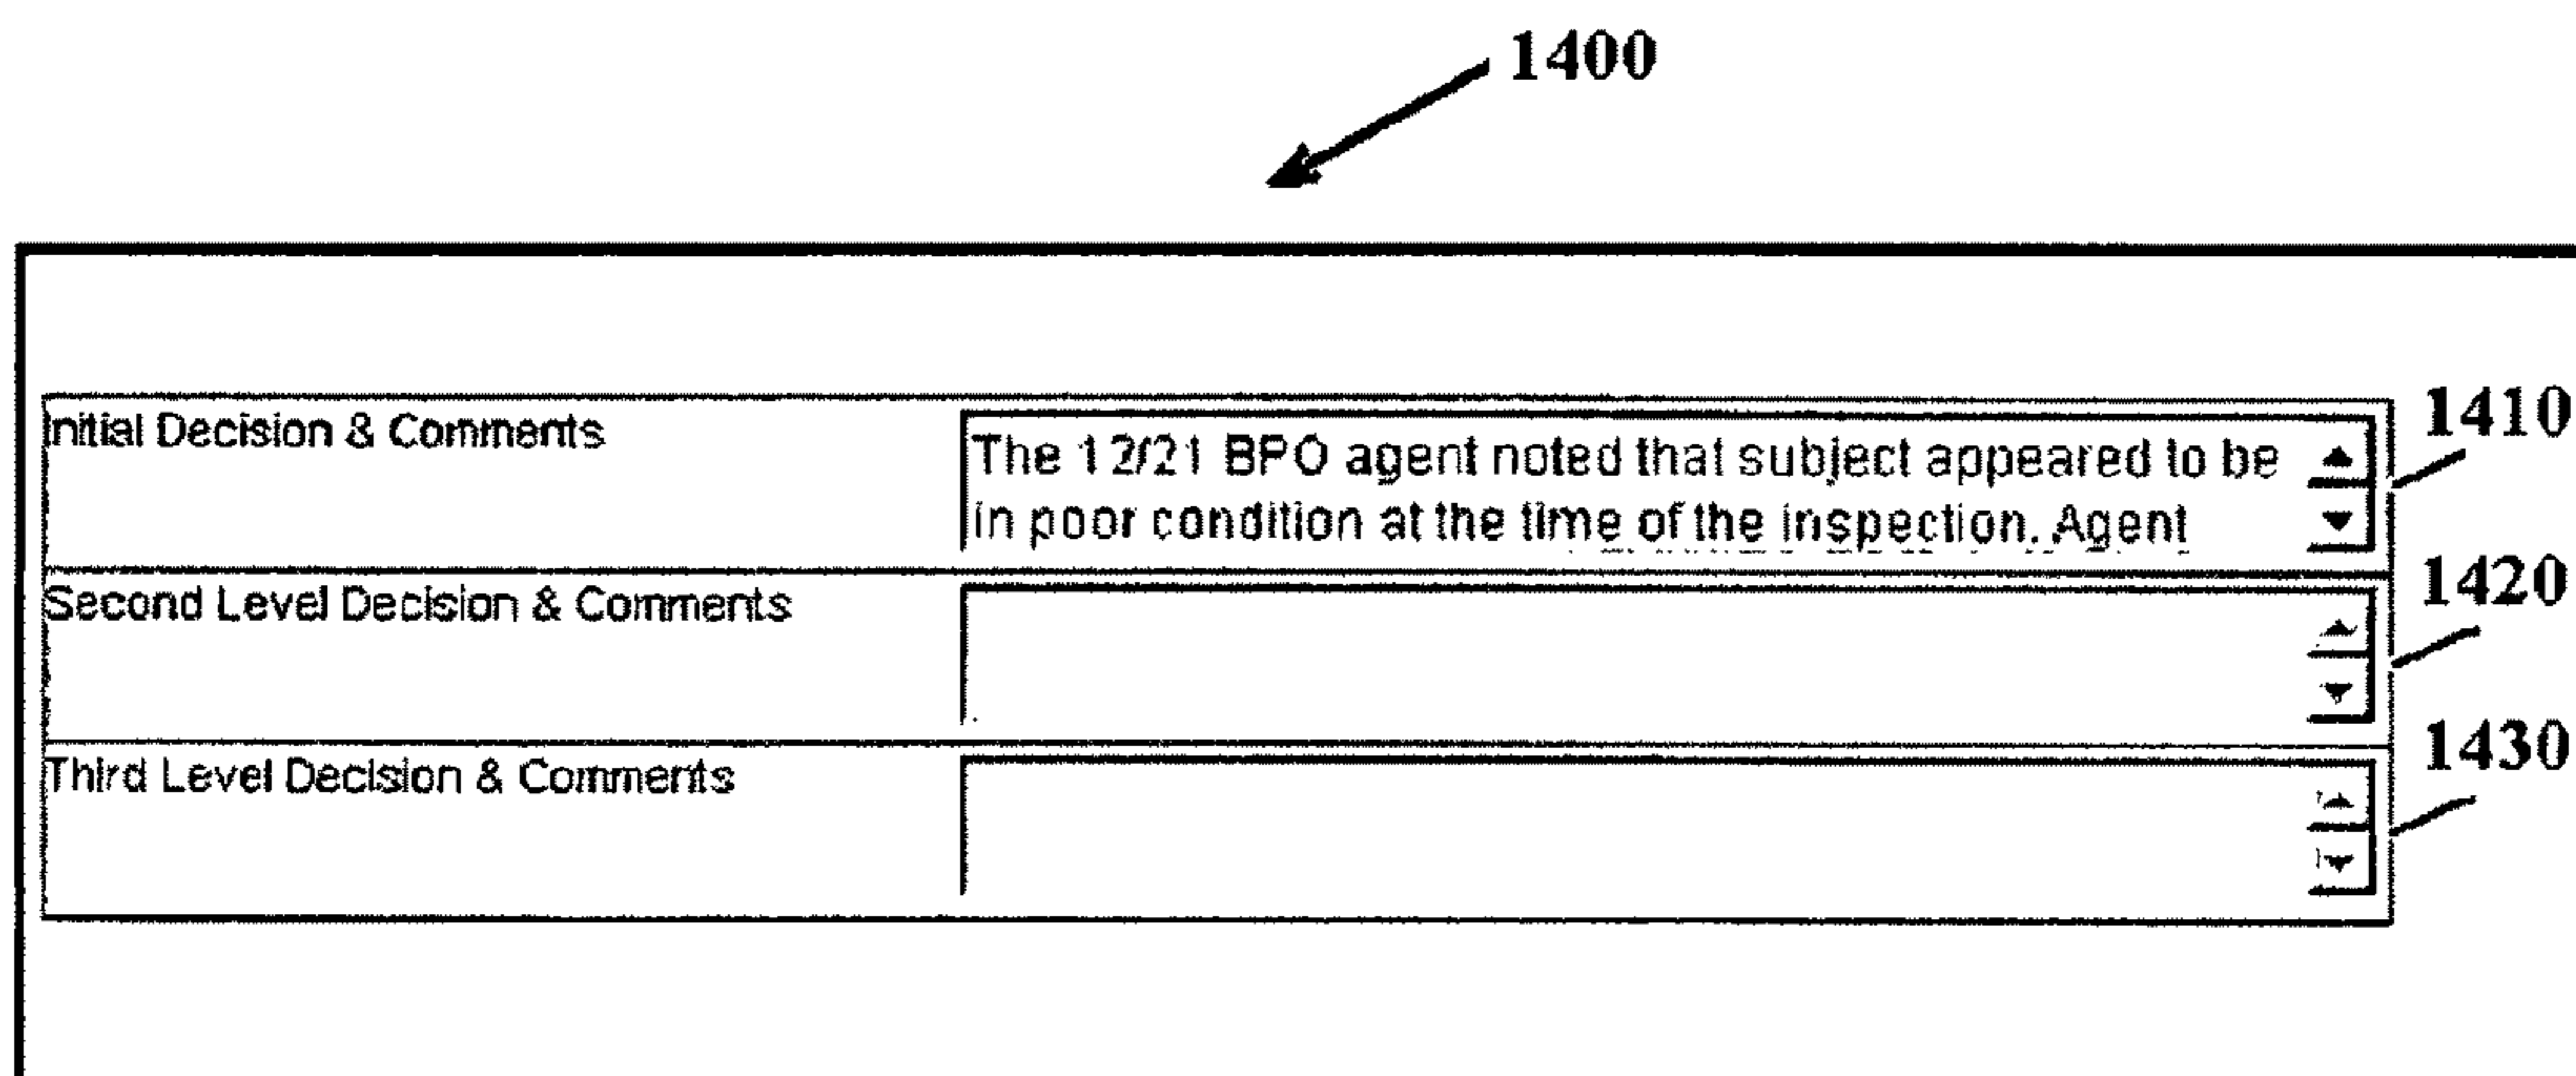 1400
Initial Decision & Comments
The 12/21 BPO agent noted that subject appeared to be
in poor condition at the time of the inspection. Agent
1410
Second Level Decision & Comments
1420
Third Level Decision & Comments
1430